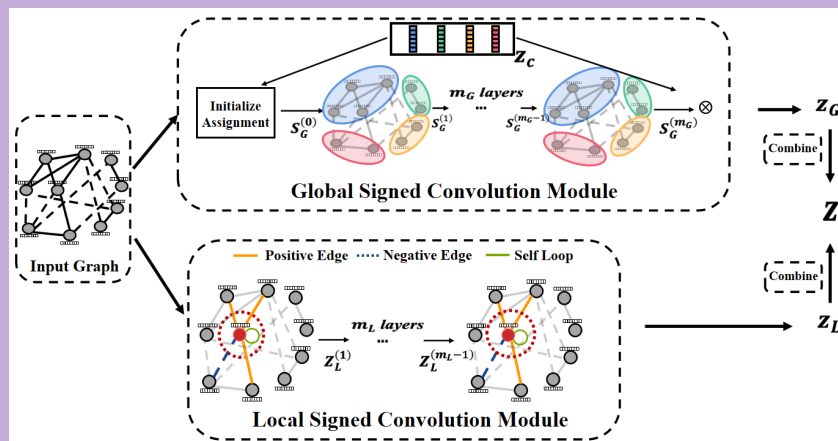 Z_C
Initialize
Assignment
S_G^(0)
S_G^(1)
m_G layers
...
S_G^(m_G-1)
S_G^(m_G)
⊗
Global Signed Convolution Module
Z_G
Combine
Z
Input Graph
Positive Edge
Negative Edge
Self Loop
Z_L^(1)
m_L layers
...
Z_L^(m_L-1)
Local Signed Convolution Module
Combine
Z_L